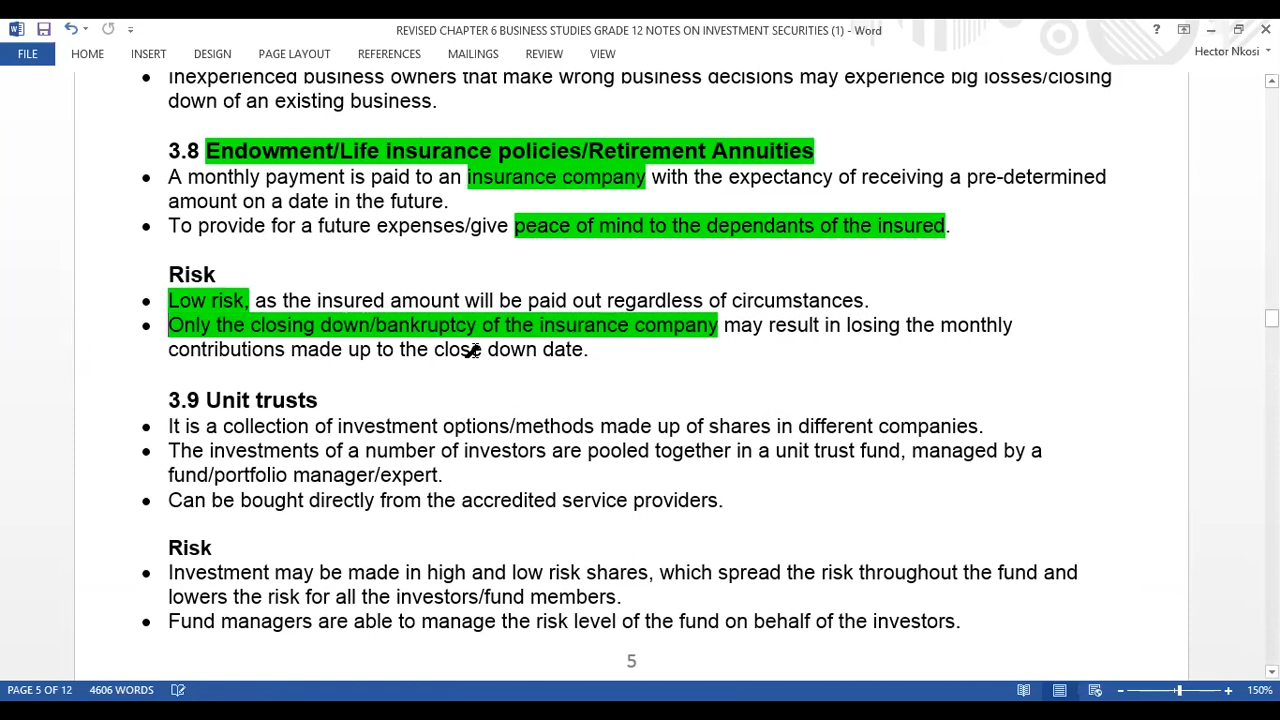 REVISED CHAPTER 6 BUSINESS STUDIES GRADE 12 NOTES ON INVESTMENT SECURITIES (1) - Word
FILE HOME INSERT DESIGN PAGE LAYOUT REFERENCES MAILINGS REVIEW VIEW Hector Nkosi
• Inexperienced business owners that make wrong business decisions may experience big losses/closing
down of an existing business.
3.8 Endowment/Life insurance policies/Retirement Annuities
• A monthly payment is paid to an insurance company with the expectancy of receiving a pre-determined
amount on a date in the future.
• To provide for a future expenses/give peace of mind to the dependants of the insured.
Risk
• Low risk, as the insured amount will be paid out regardless of circumstances.
• Only the closing down/bankruptcy of the insurance company may result in losing the monthly
contributions made up to the close down date.
3.9 Unit trusts
• It is a collection of investment options/methods made up of shares in different companies.
• The investments of a number of investors are pooled together in a unit trust fund, managed by a
fund/portfolio manager/expert.
• Can be bought directly from the accredited service providers.
Risk
• Investment may be made in high and low risk shares, which spread the risk throughout the fund and
lowers the risk for all the investors/fund members.
• Fund managers are able to manage the risk level of the fund on behalf of the investors.
5
PAGE 5 OF 12 4606 WORDS 150%